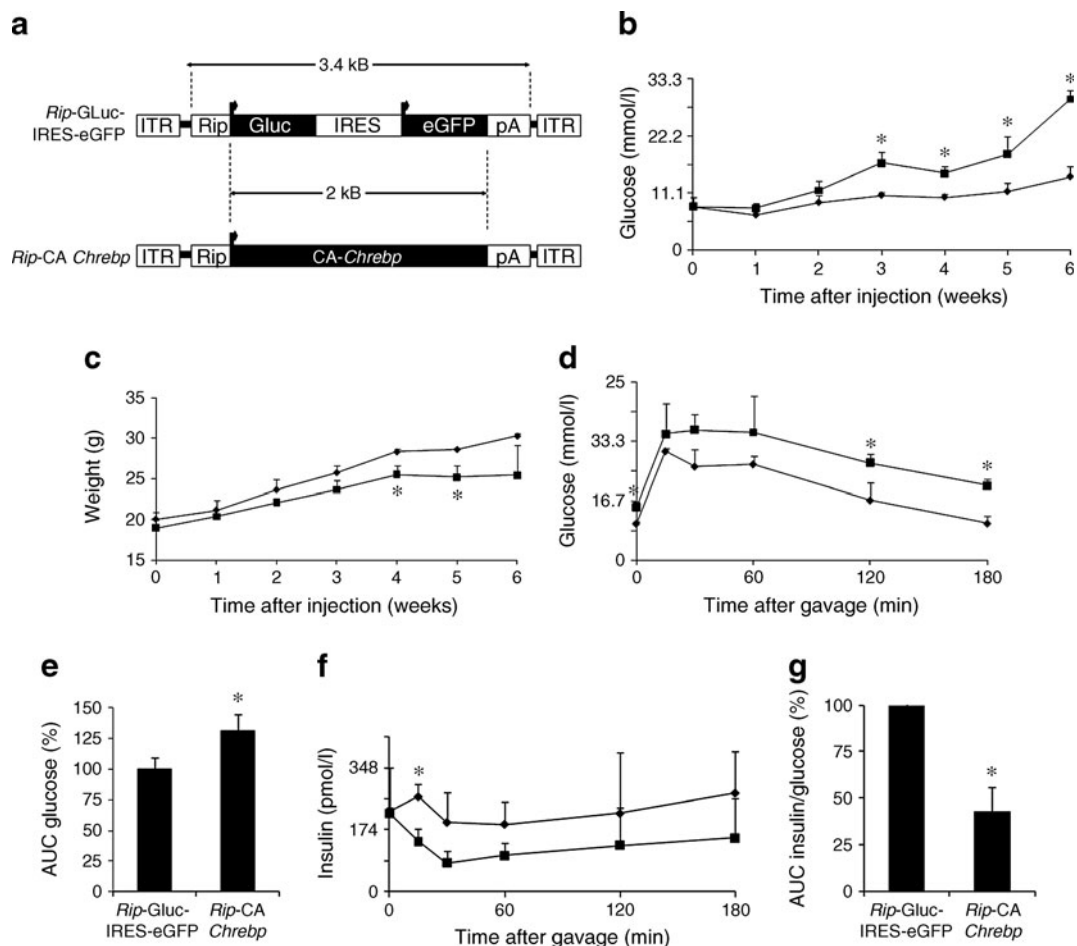 a
3.4 kB
Rip-GLuc-
IRES-eGFP
ITR Rip Gluc IRES eGFP pA ITR
2 kB
Rip-CA Chrebp ITR Rip CA-Chrebp pA ITR
b
Glucose (mmol/l)
33.3
22.2
11.1
0
* * * *
0 1 2 3 4 5 6
Time after injection (weeks)
c
Weight (g)
35
30
25
20
15
* *
0 1 2 3 4 5 6
Time after injection (weeks)
d
Glucose (mmol/l)
25
33.3
16.7
0
* * *
0 60 120 180
Time after gavage (min)
e
AUC glucose (%)
150
125
100
75
50
25
0
*
Rip-Gluc-
IRES-eGFP
Rip-CA
Chrebp
f
Insulin (pmol/l)
348
174
0
*
0 60 120 180
Time after gavage (min)
g
AUC insulin/glucose (%)
100
75
50
25
0
*
Rip-Gluc-
IRES-eGFP
Rip-CA
Chrebp